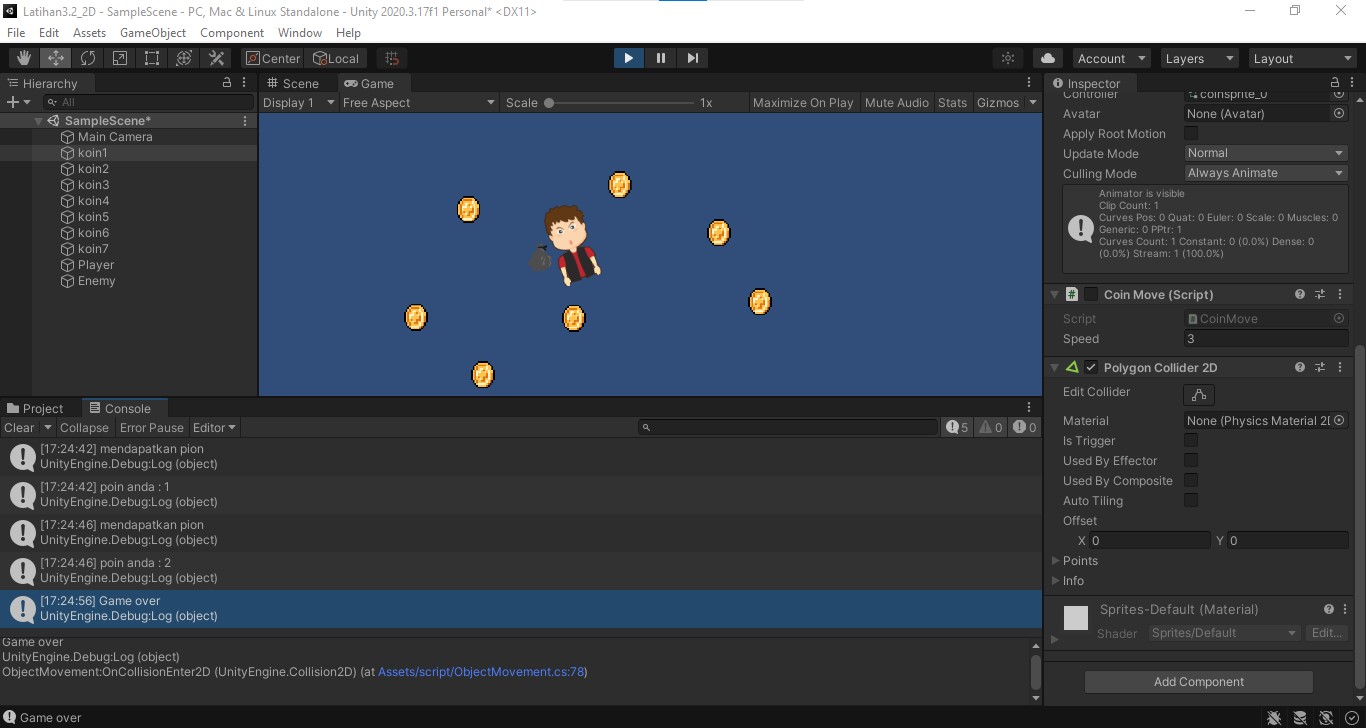 Latihan3.2_2D - SampleScene - PC, Mac & Linux Standalone - Unity 2020.3.17f1 Personal* <DX11>
File Edit Assets GameObject Component Window Help
Center Local Account Layers Layout
Hierarchy
All
SampleScene*
Main Camera
koin1
koin2
koin3
koin4
koin5
koin6
koin7
Player
Enemy
Scene Game
Display 1 Free Aspect Scale 1x Maximize On Play Mute Audio Stats Gizmos
Project Console
Clear Collapse Error Pause Editor 5 0 0
[17:24:42] mendapatkan pion
UnityEngine.Debug:Log (object)
[17:24:42] poin anda : 1
UnityEngine.Debug:Log (object)
[17:24:46] mendapatkan pion
UnityEngine.Debug:Log (object)
[17:24:46] poin anda : 2
UnityEngine.Debug:Log (object)
[17:24:56] Game over
UnityEngine.Debug:Log (object)
Game over
UnityEngine.Debug:Log (object)
ObjectMovement:OnCollisionEnter2D (UnityEngine.Collision2D) (at Assets/script/ObjectMovement.cs:78)
Game over
Inspector
Controller coinsprite_0
Avatar None (Avatar)
Apply Root Motion
Update Mode Normal
Culling Mode Always Animate
Animator is visible
Clip Count: 1
Curves Pos: 0 Quat: 0 Euler: 0 Scale: 0 Muscles: 0
Generic: 0 PPtr: 1
Curves Count: 1 Constant: 0 (0.0%) Dense: 0
(0.0%) Stream: 1 (100.0%)
Coin Move (Script)
Script CoinMove
Speed 3
Polygon Collider 2D
Edit Collider
Material None (Physics Material 2D
Is Trigger
Used By Effector
Used By Composite
Auto Tiling
Offset
X 0 Y 0
Points
Info
Sprites-Default (Material)
Shader Sprites/Default Edit...
Add Component